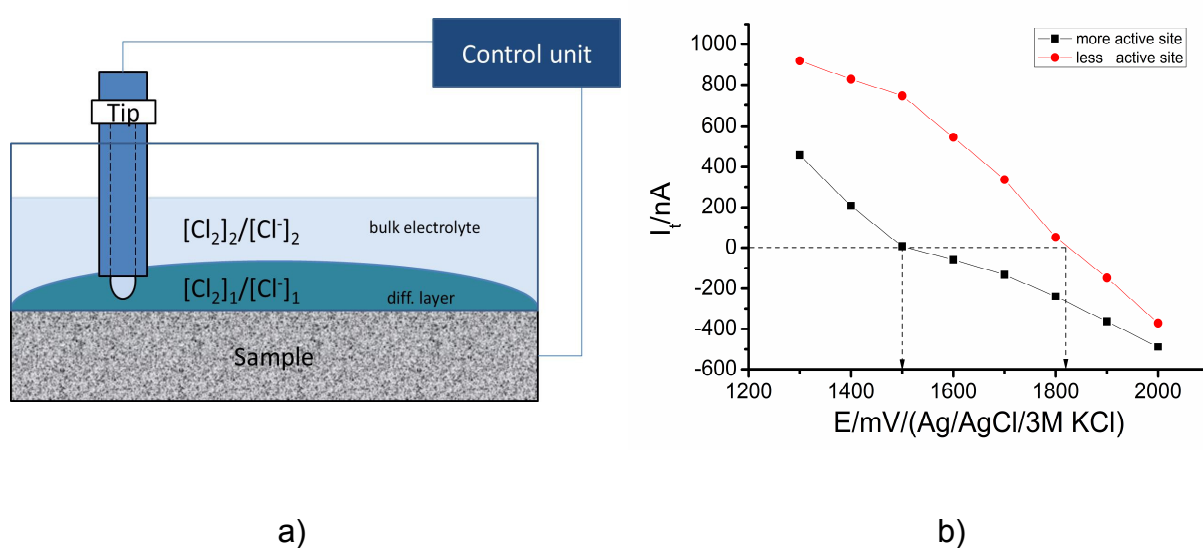 Control unit
Tip
[Cl₂]₂/[Cl⁻]₂ bulk electrolyte
[Cl₂]₁/[Cl⁻]₁ diff. layer
Sample
a)
more active site
less active site
1000
800
600
400
200
0
-200
-400
-600
Iₜ/nA
1200 1400 1600 1800 2000
E/mV/(Ag/AgCl/3M KCl)
b)